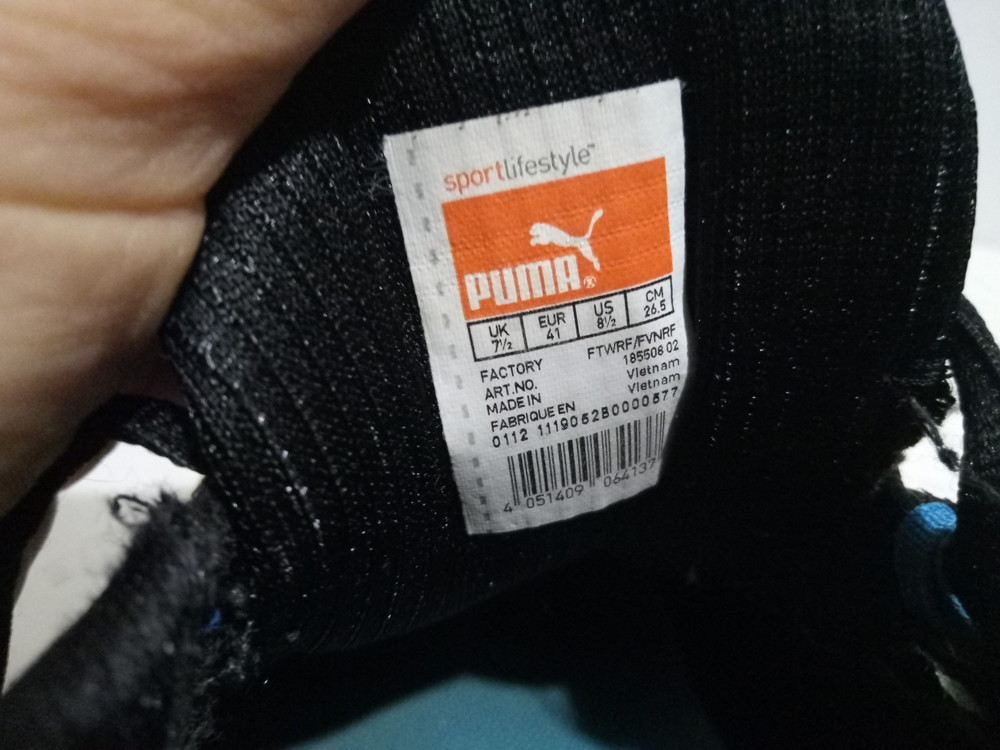 sportlifestyle™
PUMA®
UK EUR US CM
7½ 41 8½ 26.5
FACTORY FTWRF/FVNRF
ART.NO. 185508 02
MADE IN Vietnam
FABRIQUE EN Vietnam
0112 1119052B0000577
4 051409 064137